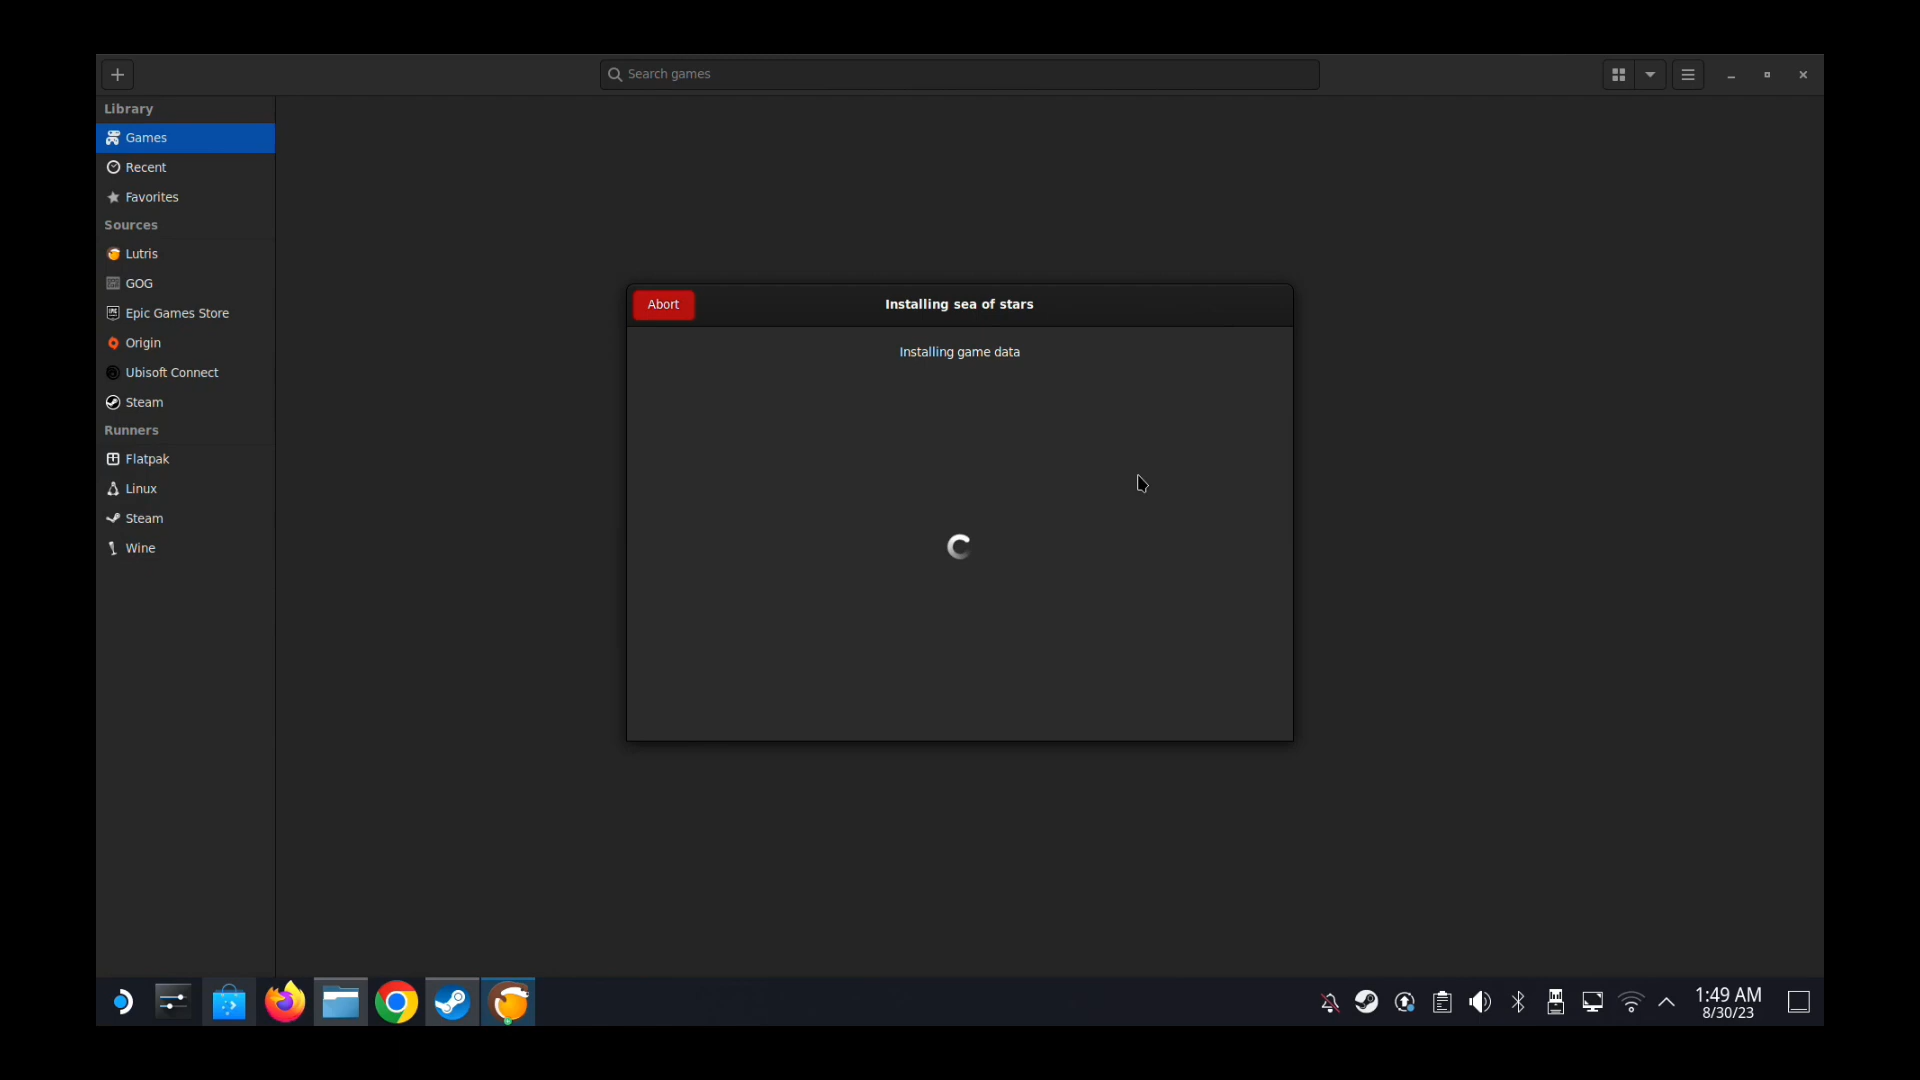 Search games
Library
Games
Recent
Favorites
Sources
Lutris
GOG
Epic Games Store
Origin
Ubisoft Connect
Steam
Runners
Flatpak
Linux
Steam
Wine
Abort
Installing sea of stars
Installing game data
1:49 AM
8/30/23